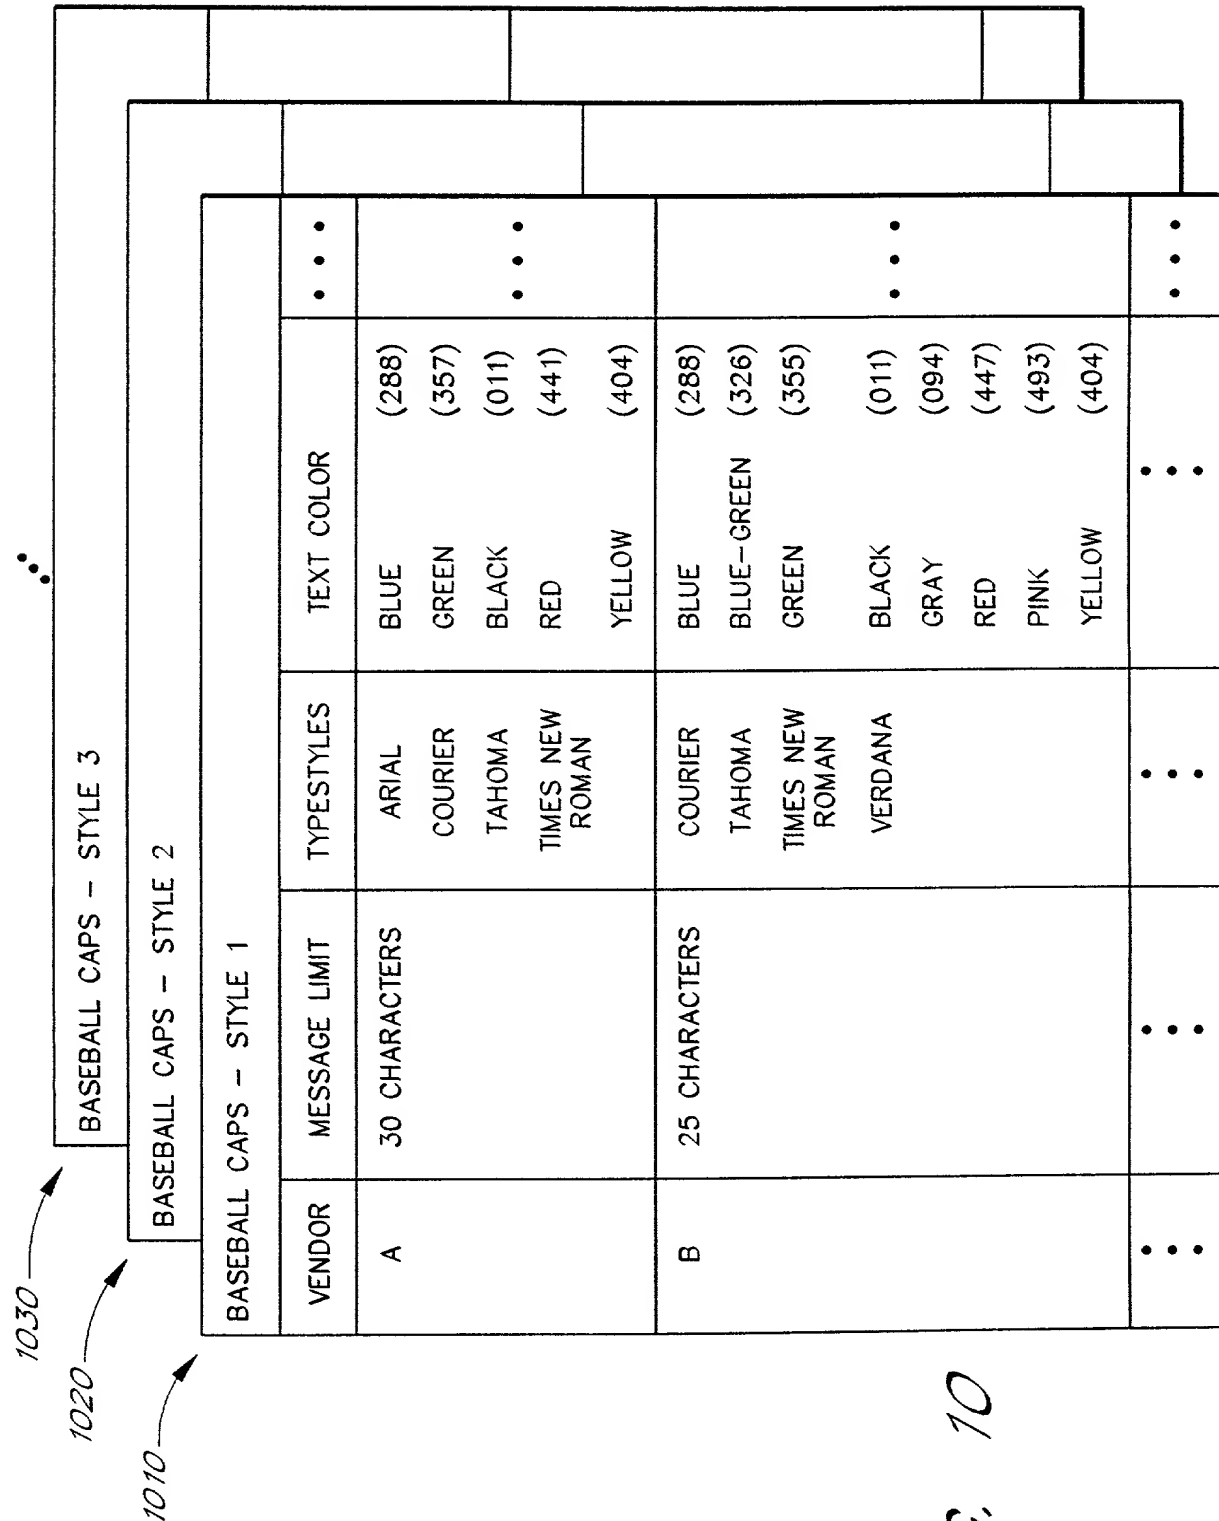 1030
BASEBALL CAPS - STYLE 3
1020
BASEBALL CAPS - STYLE 2
1010
BASEBALL CAPS - STYLE 1
VENDOR MESSAGE LIMIT TYPESTYLES TEXT COLOR
A 30 CHARACTERS ARIAL BLUE (288)
COURIER GREEN (357)
TAHOMA BLACK (011)
TIMES NEW RED (441)
ROMAN
YELLOW (404)
B 25 CHARACTERS COURIER BLUE (288)
TAHOMA BLUE-GREEN (326)
TIMES NEW GREEN (355)
ROMAN
VERDANA BLACK (011)
GRAY (094)
RED (447)
PINK (493)
YELLOW (404)
10